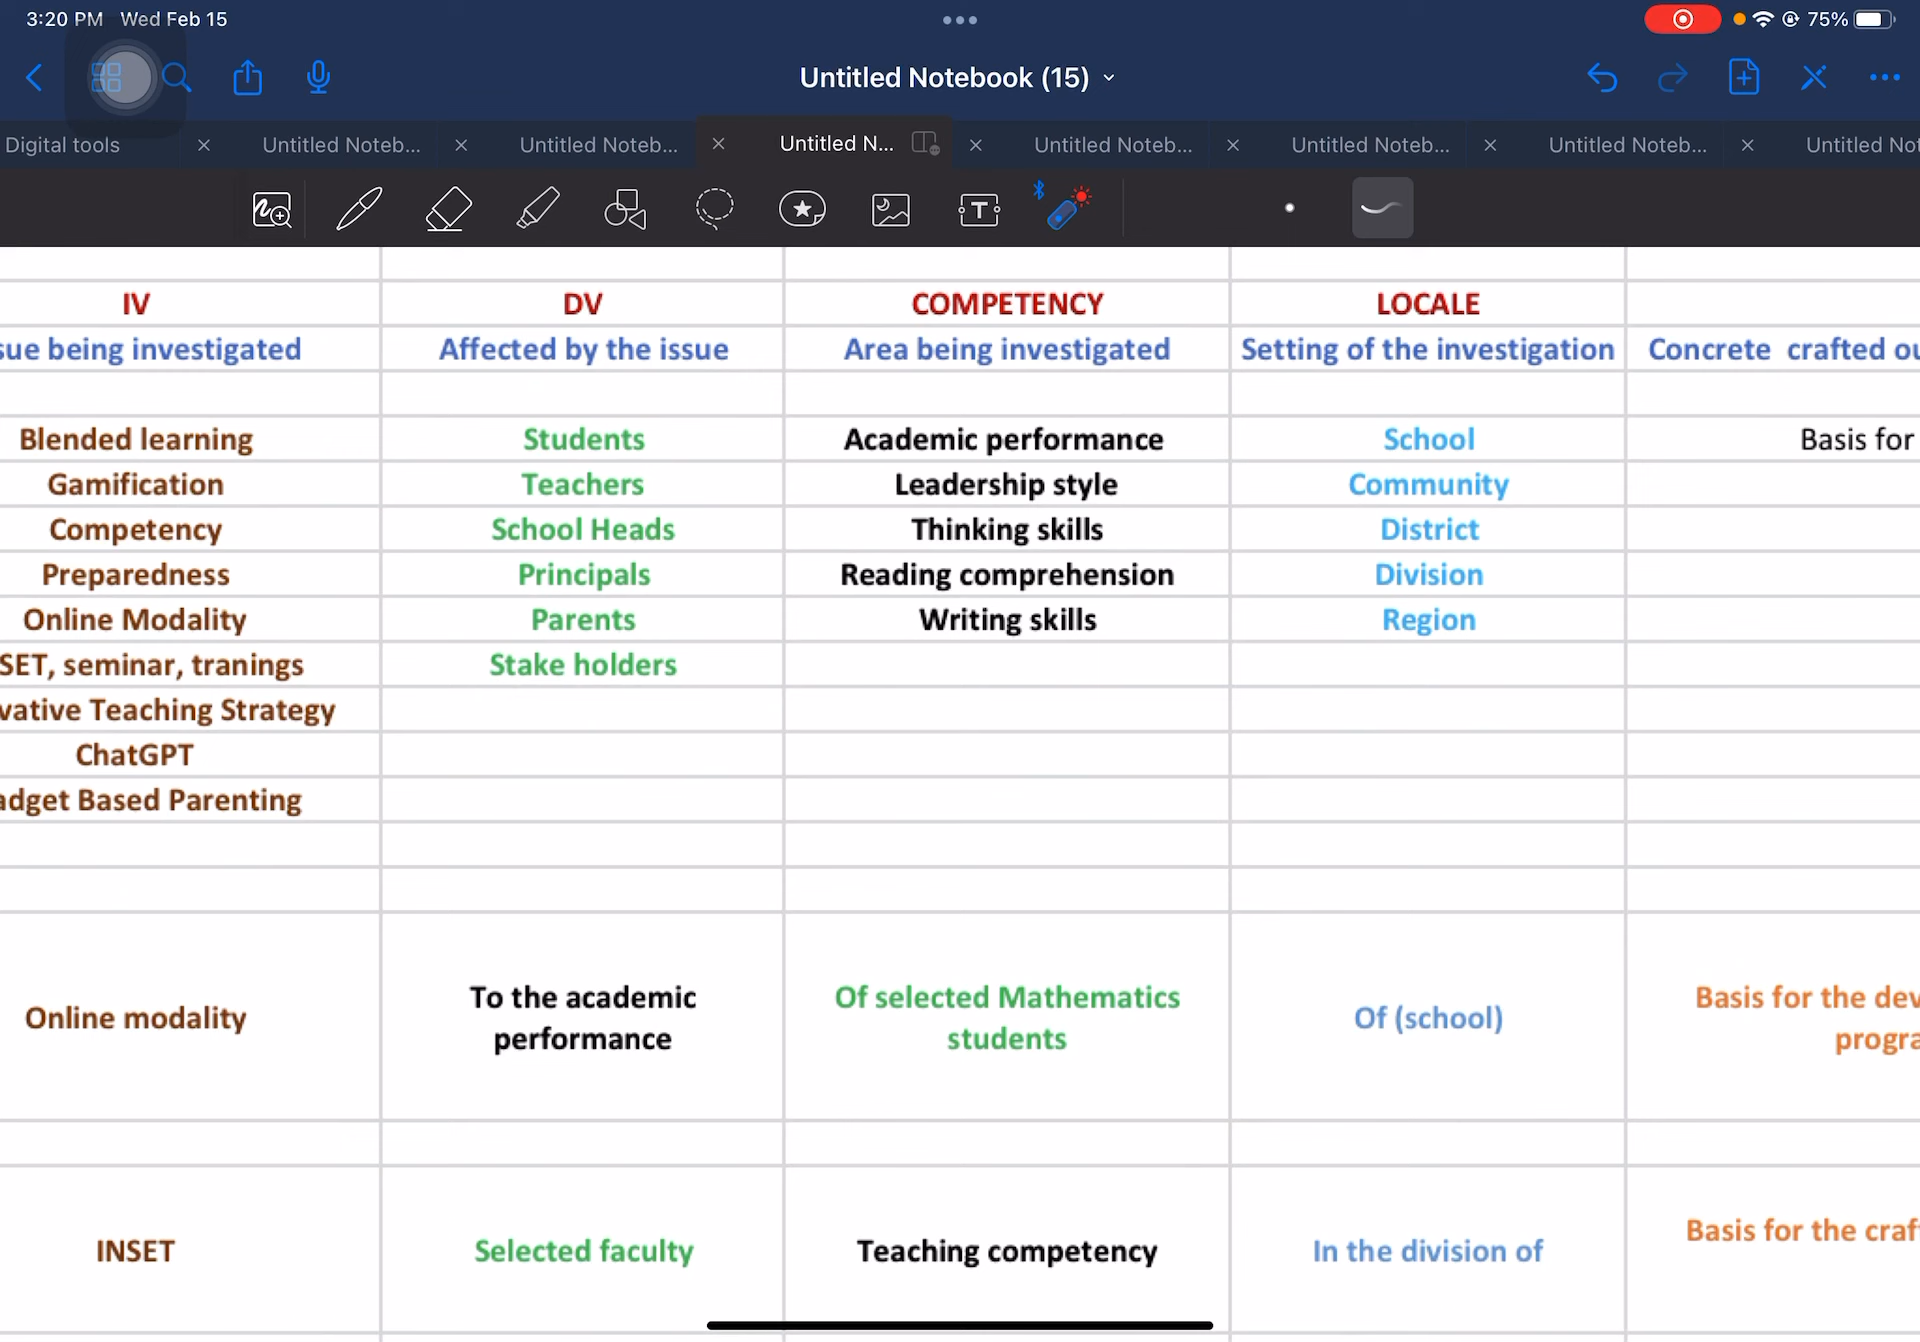 3:20 PM Wed Feb 15
75%
Untitled Notebook (15)
Digital tools
Untitled Noteb...
Untitled Noteb...
Untitled N...
Untitled Noteb...
Untitled Noteb...
Untitled Noteb...
Untitled Not
IV DV COMPETENCY LOCALE
sue being investigated Affected by the issue Area being investigated Setting of the investigation Concrete crafted ou
Blended learning Students Academic performance School Basis for
Gamification Teachers Leadership style Community
Competency School Heads Thinking skills District
Preparedness Principals Reading comprehension Division
Online Modality Parents Writing skills Region
SET, seminar, tranings Stake holders
vative Teaching Strategy
ChatGPT
adget Based Parenting
Online modality
To the academic
performance
Of selected Mathematics
students
Of (school)
Basis for the dev
progra
INSET
Selected faculty
Teaching competency
In the division of
Basis for the craf